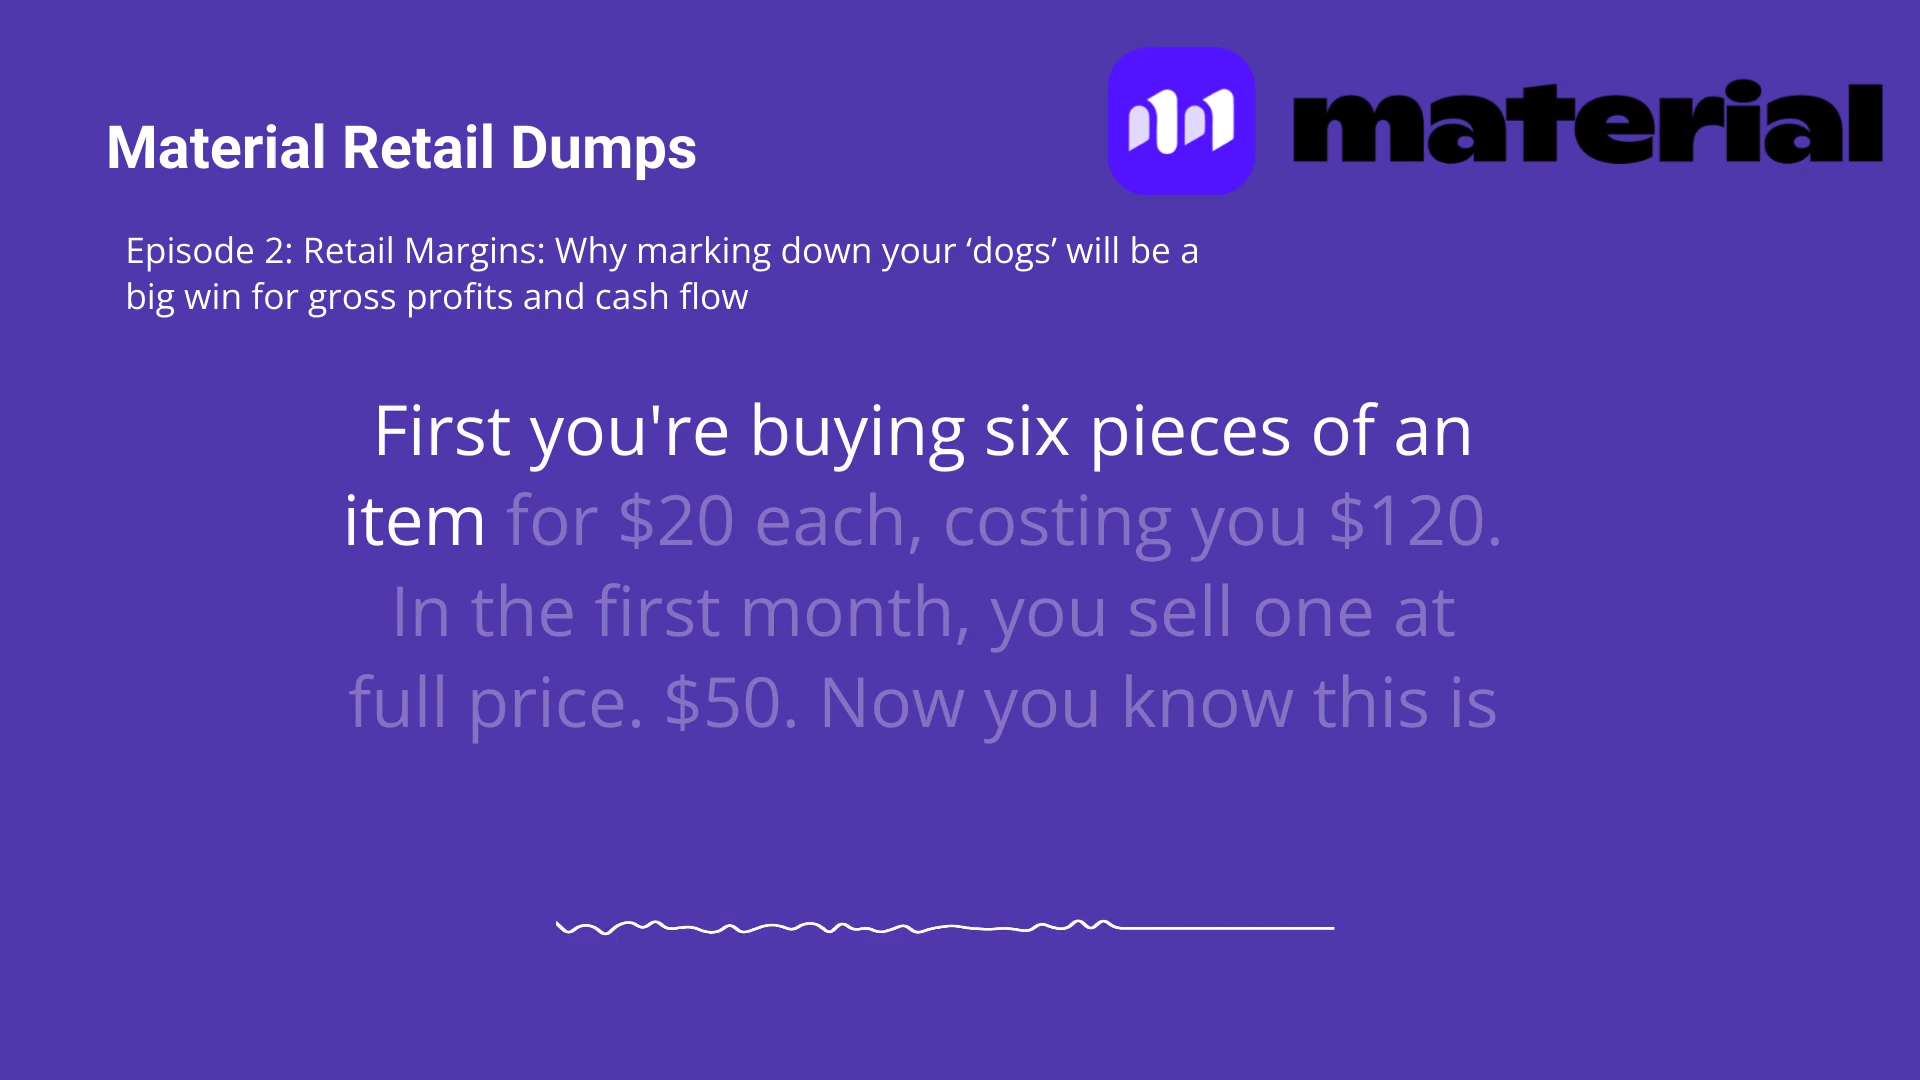 material
Material Retail Dumps
Episode 2: Retail Margins: Why marking down your ‘dogs’ will be a
big win for gross profits and cash flow
First you're buying six pieces of an
item for $20 each, costing you $120.
In the first month, you sell one at
full price. $50. Now you know this is